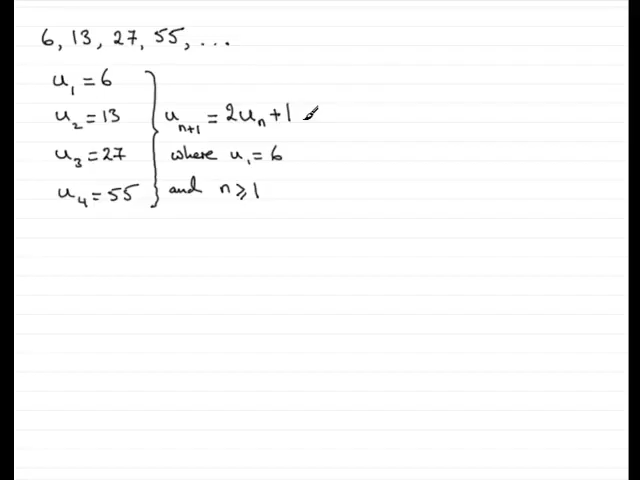 6, 13, 27, 55, ...
u₁ = 6
u₂ = 13
u₃ = 27
u₄ = 55
uₙ₊₁ = 2uₙ + 1
where u₁ = 6
and n ⩾ 1